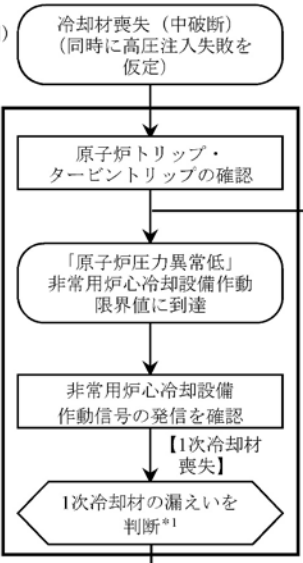 )
冷却材喪失（中破断）
（同時に高圧注入失敗を
仮定）
原子炉トリップ・
タービントリップの確認
「原子炉圧力異常低」
非常用炉心冷却設備作動
限界値に到達
非常用炉心冷却設備
作動信号の発信を確認
【1次冷却材
喪失】
1次冷却材の漏えいを
判断*1